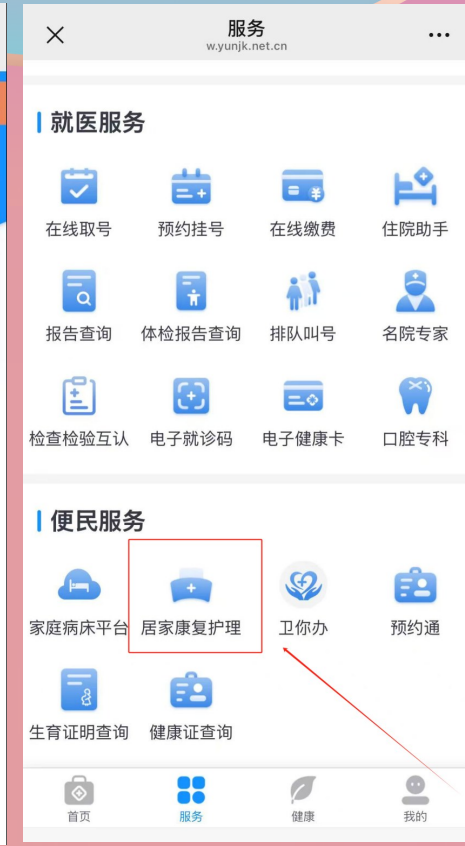 服务
w.yunjk.net.cn
就医服务
在线取号 预约挂号 在线缴费 住院助手
报告查询 体检报告查询 排队叫号 名院专家
检查检验互认 电子就诊码 电子健康卡 口腔专科
便民服务
家庭病床平台 居家康复护理 卫你办 预约通
生育证明查询 健康证查询
首页 服务 健康 我的